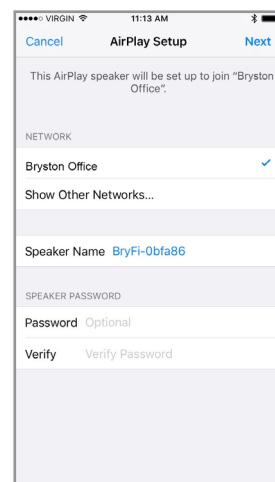 VIRGIN 11:13 AM
Cancel AirPlay Setup Next
This AirPlay speaker will be set up to join “Bryston
Office”.
NETWORK
Bryston Office
Show Other Networks...
Speaker Name BryFi-0bfa86
SPEAKER PASSWORD
Password Optional
Verify Verify Password